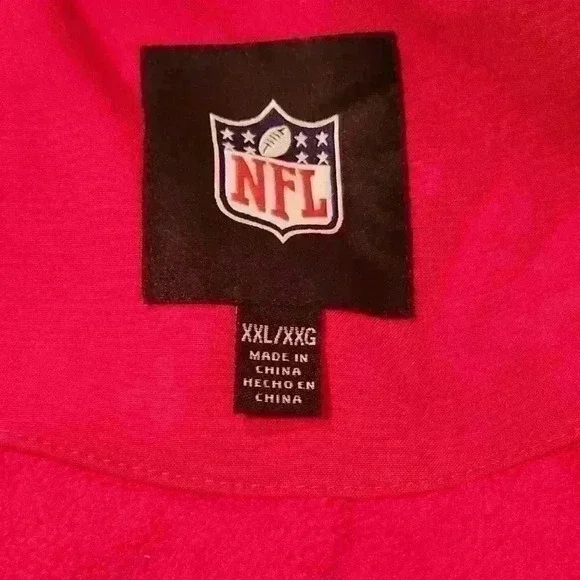 NFL
XXL/XXG
MADE IN
CHINA
HECHO EN
CHINA